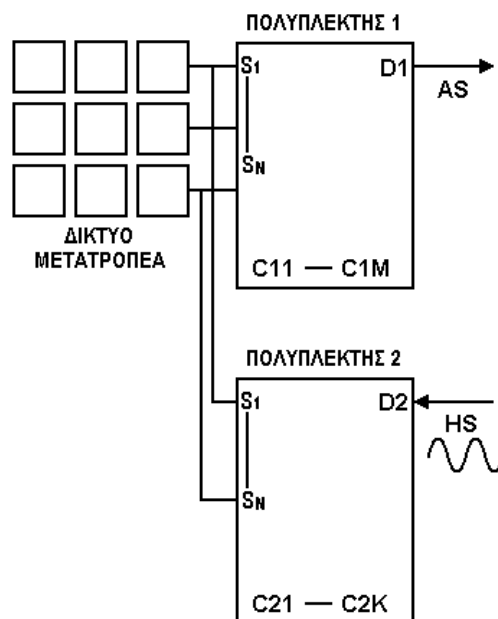 ΠΟΛΥΠΛΕΚΤΗΣ 1
S1
D1
AS
SN
C11 — C1M
ΔΙΚΤΥΟ
ΜΕΤΑΤΡΟΠΕΑ
ΠΟΛΥΠΛΕΚΤΗΣ 2
S1
D2
HS
SN
C21 — C2K